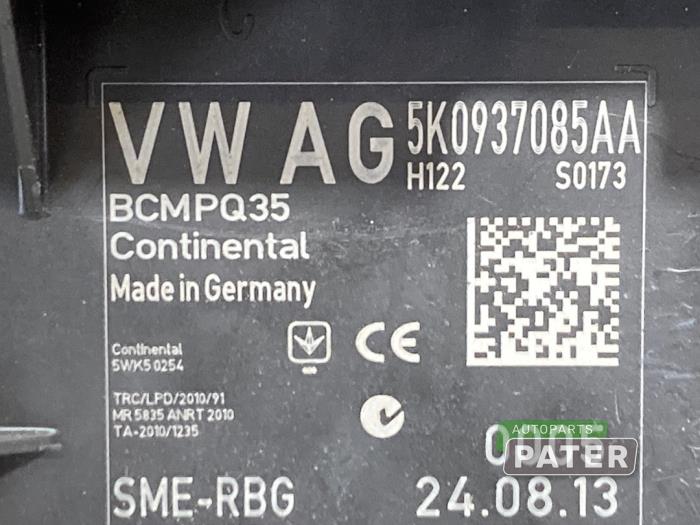 VW AG 5K0937085AA
H122 S0173
BCMPQ35
Continental
Made in Germany
CE
Continental
5WK50254
TRC/LPD/2010/91
MR 5835 ANRT 2010
TA-2010/1235
AUTOPARTS
PATER
SME-RBG 24.08.13